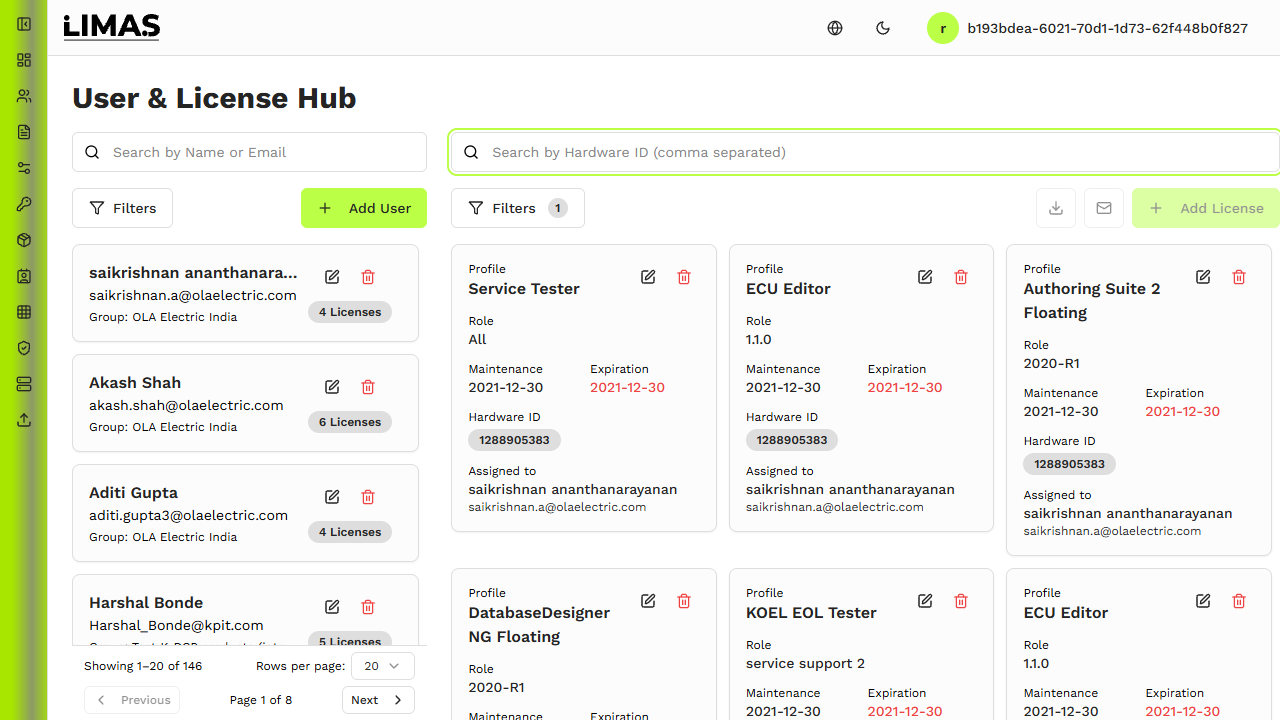 LIMAS
r
b193bdea-6021-70d1-1d73-62f448b0f827
User & License Hub
Search by Name or Email
Search by Hardware ID (comma separated)
Filters
Add User
Filters 1
Add License
saikrishnan ananthanara...
saikrishnan.a@olaelectric.com
Group: OLA Electric India
4 Licenses
Akash Shah
akash.shah@olaelectric.com
Group: OLA Electric India
6 Licenses
Aditi Gupta
aditi.gupta3@olaelectric.com
Group: OLA Electric India
4 Licenses
Harshal Bonde
Harshal_Bonde@kpit.com
5 Licenses
Showing 1–20 of 146
Rows per page: 20
Previous
Page 1 of 8
Next
Profile
Service Tester
Role
All
Maintenance Expiration
2021-12-30 2021-12-30
Hardware ID
1288905383
Assigned to
saikrishnan ananthanarayanan
saikrishnan.a@olaelectric.com
Profile
ECU Editor
Role
1.1.0
Maintenance Expiration
2021-12-30 2021-12-30
Hardware ID
1288905383
Assigned to
saikrishnan ananthanarayanan
saikrishnan.a@olaelectric.com
Profile
Authoring Suite 2
Floating
Role
2020-R1
Maintenance Expiration
2021-12-30 2021-12-30
Hardware ID
1288905383
Assigned to
saikrishnan ananthanarayanan
saikrishnan.a@olaelectric.com
Profile
DatabaseDesigner
NG Floating
Role
2020-R1
Maintenance Expiration
Profile
KOEL EOL Tester
Role
service support 2
Maintenance Expiration
2021-12-30 2021-12-30
Profile
ECU Editor
Role
1.1.0
Maintenance Expiration
2021-12-30 2021-12-30